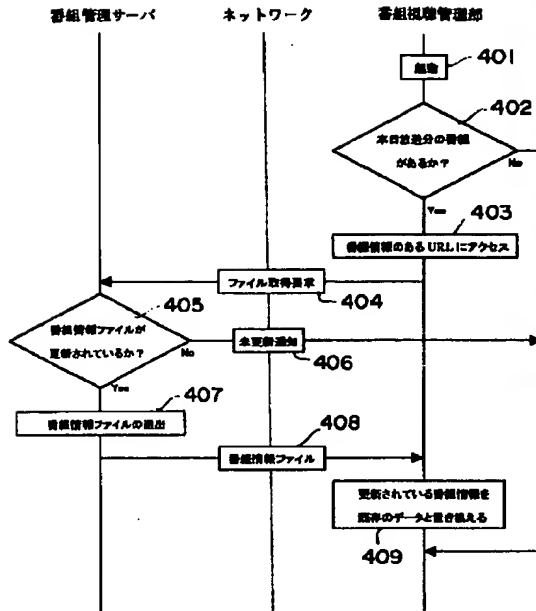 番組管理サーバ
ネットワーク
番組視聴管理部
起動
401
402
本日放送分の番組
があるか?
No
Yes
403
番組情報のあるURLにアクセス
ファイル取得要求
404
405
番組情報ファイルが
更新されているか?
No
未更新通知
406
Yes
407
番組情報ファイルの送出
408
番組情報ファイル
更新されている番組情報を
既存のデータと置き換える
409